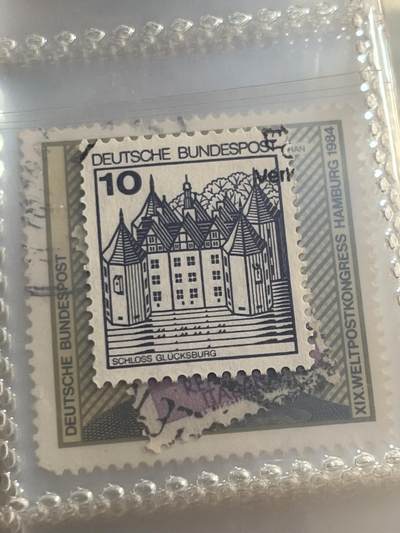 DEUTSCHE BUNDESPOST
10
SCHLOSS GLÜCKSBURG
DEUTSCHE BUNDESPOST
XIX.WELTPOSTKONGRESS HAMBURG 1984